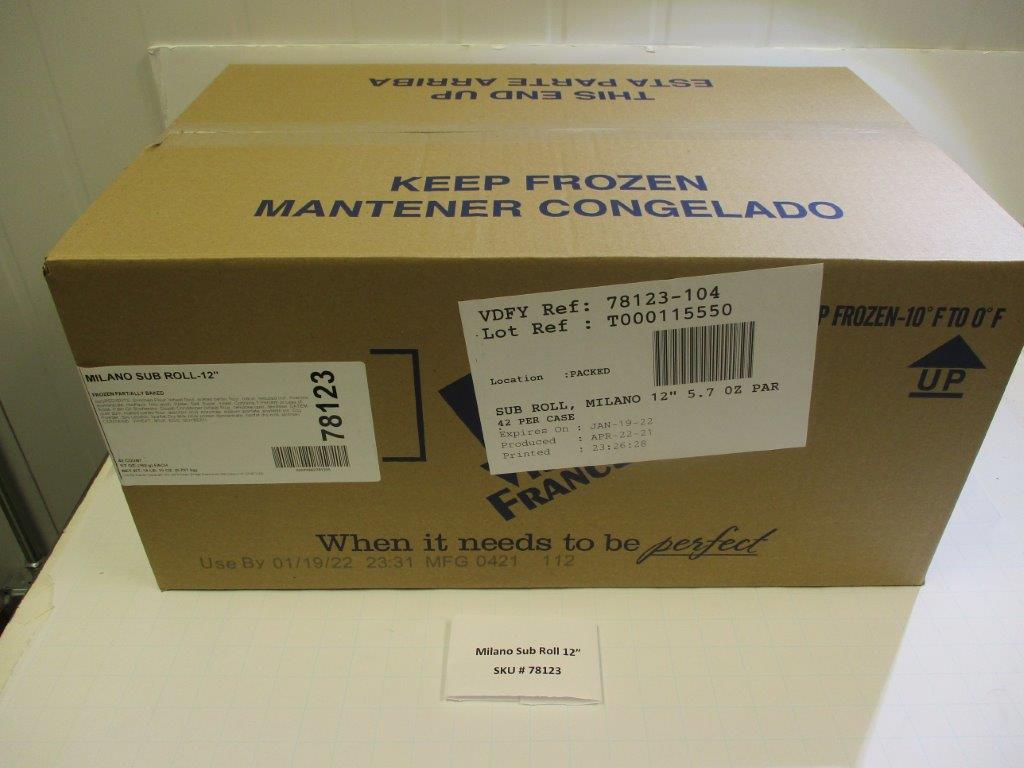 ESTA PARTE ARRIBA
THIS END UP
KEEP FROZEN
MANTENER CONGELADO
P FROZEN-10°F TO 0°F
UP
VDFY Ref: 78123-104
Lot Ref : T000115550
Location :PACKED
SUB ROLL, MILANO 12" 5.7 OZ PAR
42 PER CASE
Expires On : JAN-19-22
Produced : APR-22-21
Printed : 23:26:28
MILANO SUB ROLL-12"
FROZEN PARTIALLY BAKED
78123
42 COUNT
FRANCE
When it needs to be perfect
Use By 01/19/22 23:31 MFG 0421 112
Milano Sub Roll 12"
SKU # 78123